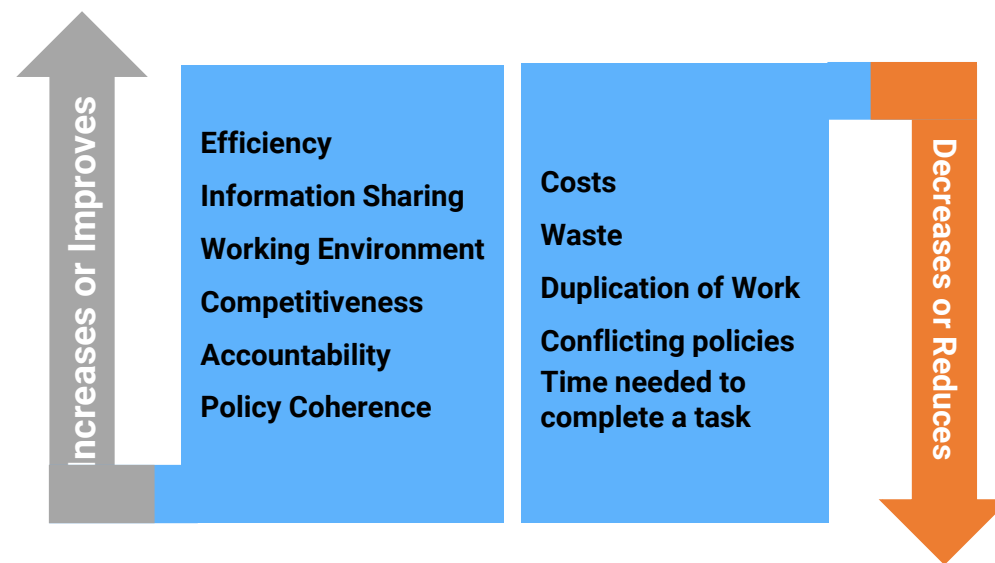 Increases or Improves
Efficiency
Information Sharing
Working Environment
Competitiveness
Accountability
Policy Coherence
Costs
Waste
Duplication of Work
Conflicting policies
Time needed to
complete a task
Decreases or Reduces